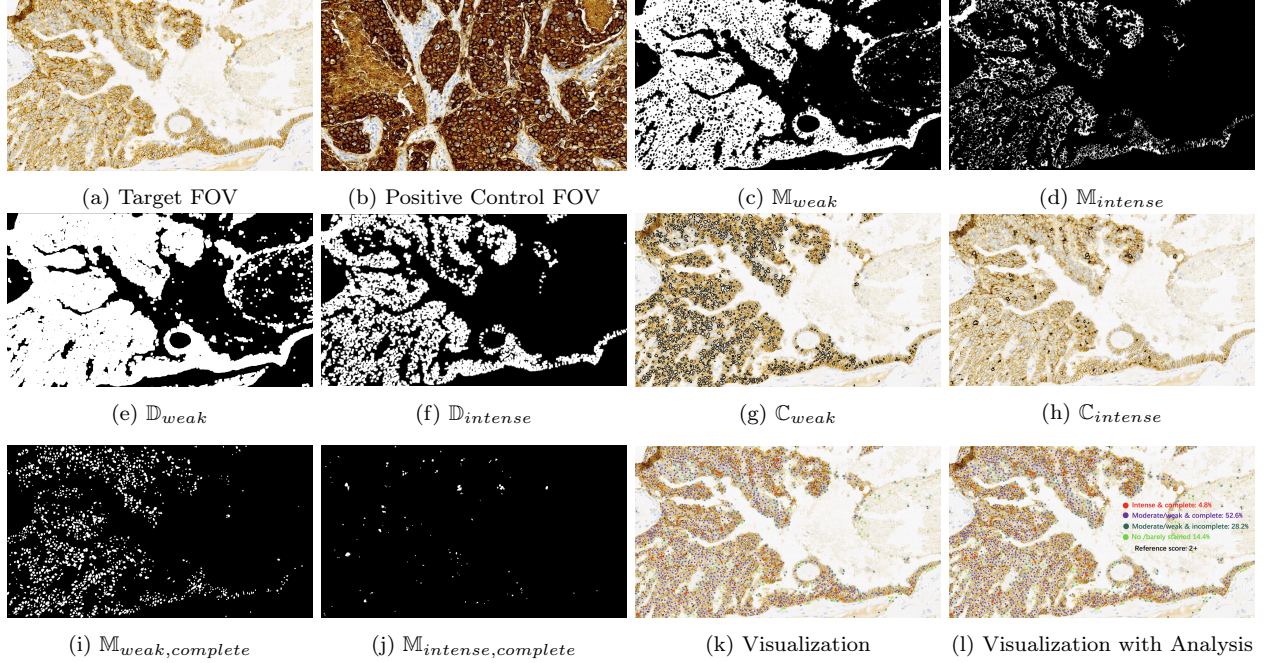 (a) Target FOV
(b) Positive Control FOV
(c) 𝕄weak
(d) 𝕄intense
(e) 𝔻weak
(f) 𝔻intense
(g) ℂweak
(h) ℂintense
Intense & complete: 4.8%
Moderate/weak & complete: 52.6%
Moderate/weak & incomplete: 28.2%
No /barely stained 14.4%
Reference score: 2+
(i) 𝕄weak,complete
(j) 𝕄intense,complete
(k) Visualization
(l) Visualization with Analysis